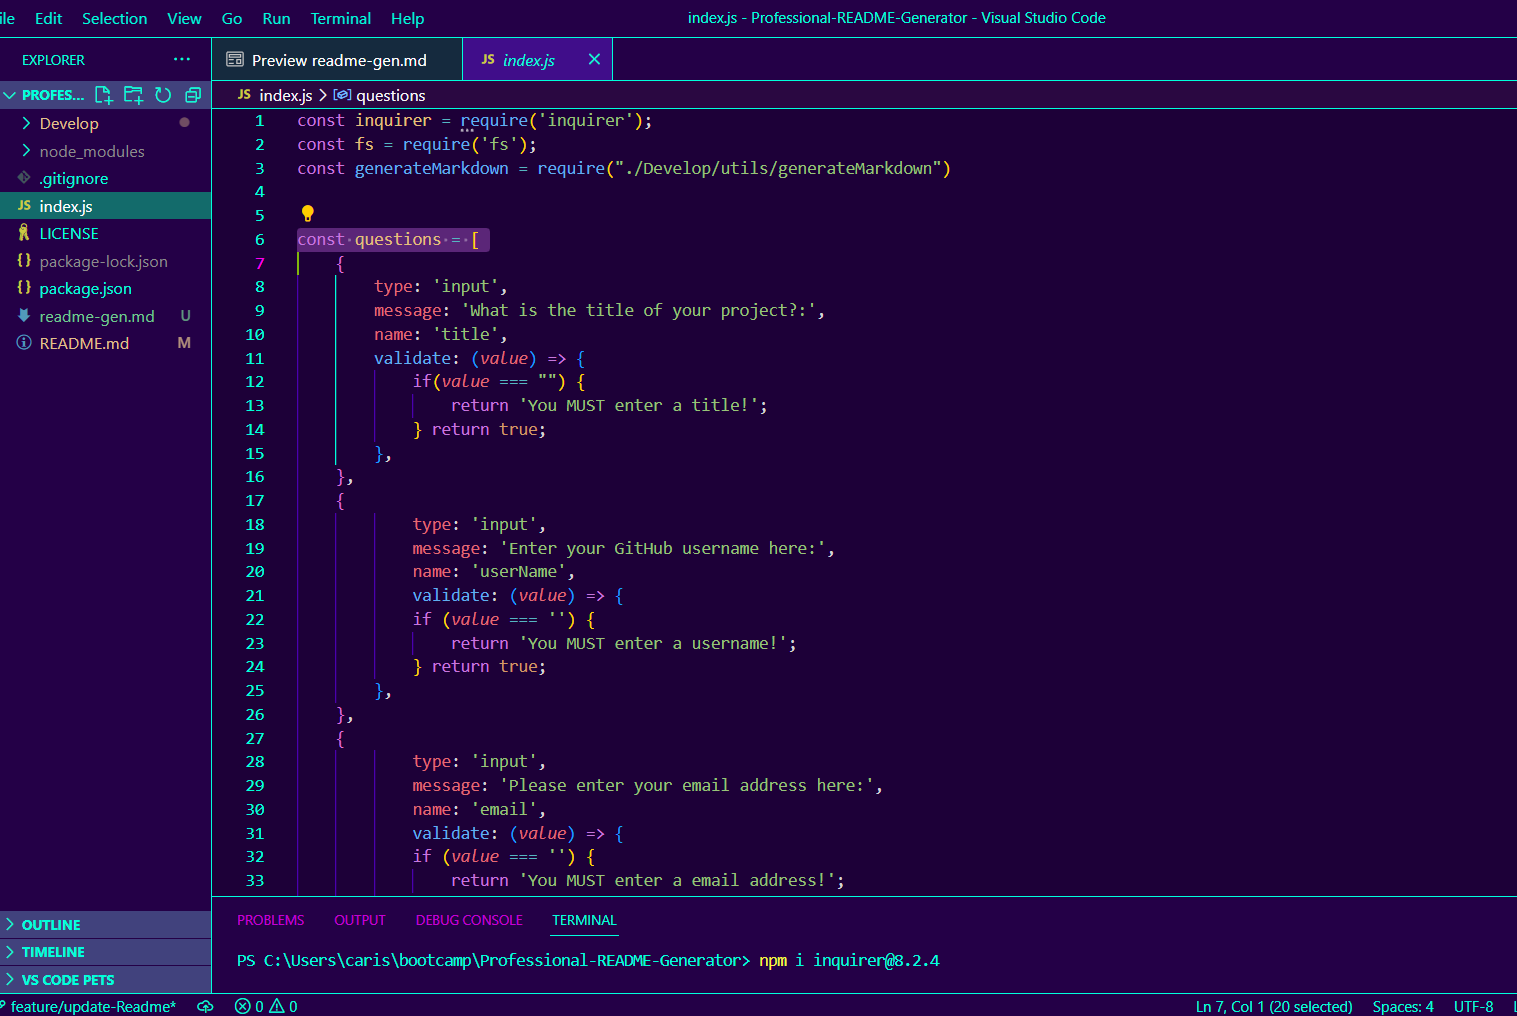 ile Edit Selection View Go Run Terminal Help index.js - Professional-README-Generator - Visual Studio Code
EXPLORER ...
PROFES...
Develop
node_modules
.gitignore
JS index.js
LICENSE
{} package-lock.json
{} package.json
readme-gen.md U
README.md M
OUTLINE
TIMELINE
VS CODE PETS
Preview readme-gen.md JS index.js
JS index.js > questions
1 const inquirer = require('inquirer');
2 const fs = require('fs');
3 const generateMarkdown = require("./Develop/utils/generateMarkdown")
4
5
6 const questions = [
7 {
8 type: 'input',
9 message: 'What is the title of your project?:',
10 name: 'title',
11 validate: (value) => {
12 if(value === "") {
13 return 'You MUST enter a title!';
14 } return true;
15 },
16 },
17 {
18 type: 'input',
19 message: 'Enter your GitHub username here:',
20 name: 'userName',
21 validate: (value) => {
22 if (value === '') {
23 return 'You MUST enter a username!';
24 } return true;
25 },
26 },
27 {
28 type: 'input',
29 message: 'Please enter your email address here:',
30 name: 'email',
31 validate: (value) => {
32 if (value === '') {
33 return 'You MUST enter a email address!';
PROBLEMS OUTPUT DEBUG CONSOLE TERMINAL
PS C:\Users\caris\bootcamp\Professional-README-Generator> npm i inquirer@8.2.4
feature/update-Readme* 0 0 Ln 7, Col 1 (20 selected) Spaces: 4 UTF-8